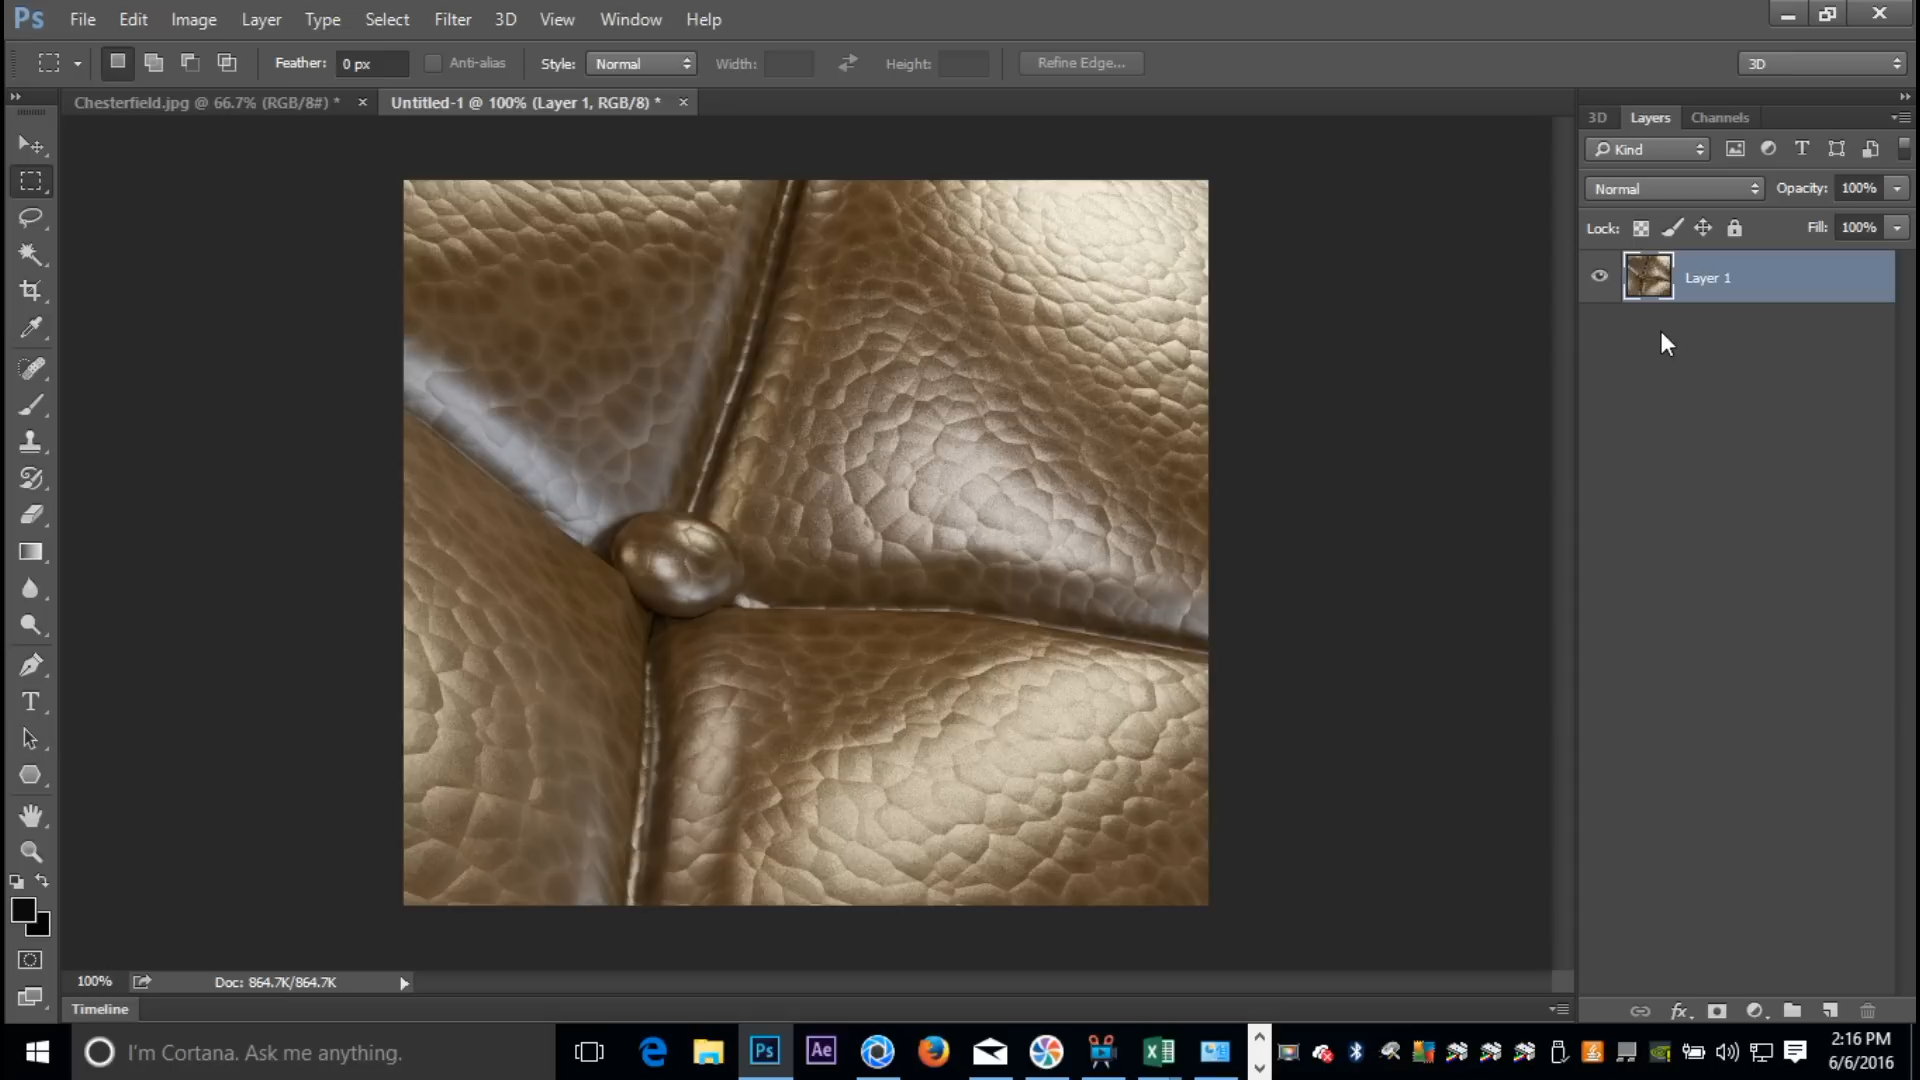 Ps File Edit Image Layer Type Select Filter 3D View Window Help
Feather: 0 px Anti-alias Style: Normal Width: Height: Refine Edge... 3D
Chesterfield.jpg @ 66.7% (RGB/8#) * Untitled-1 @ 100% (Layer 1, RGB/8) *
3D Layers Channels
Kind
Normal Opacity: 100%
Lock: Fill: 100%
Layer 1
T
fx
100% Doc: 864.7K/864.7K
Timeline
I'm Cortana. Ask me anything. Ps Ae 2:16 PM
6/6/2016